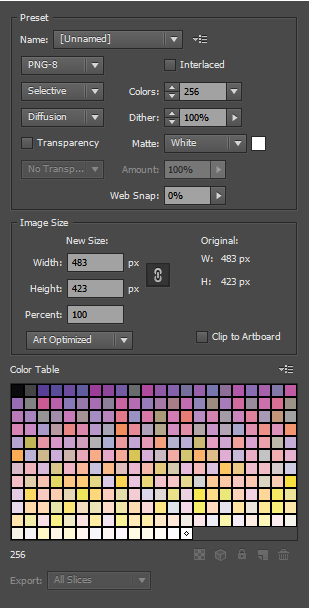 Preset
Name: [Unnamed]
PNG-8 Interlaced
Selective Colors: 256
Diffusion Dither: 100%
Transparency Matte: White
No Transp... Amount: 100%
Web Snap: 0%
Image Size
New Size: Original:
Width: 483 px W: 483 px
Height: 423 px H: 423 px
Percent: 100
Art Optimized Clip to Artboard
Color Table
256
Export: All Slices